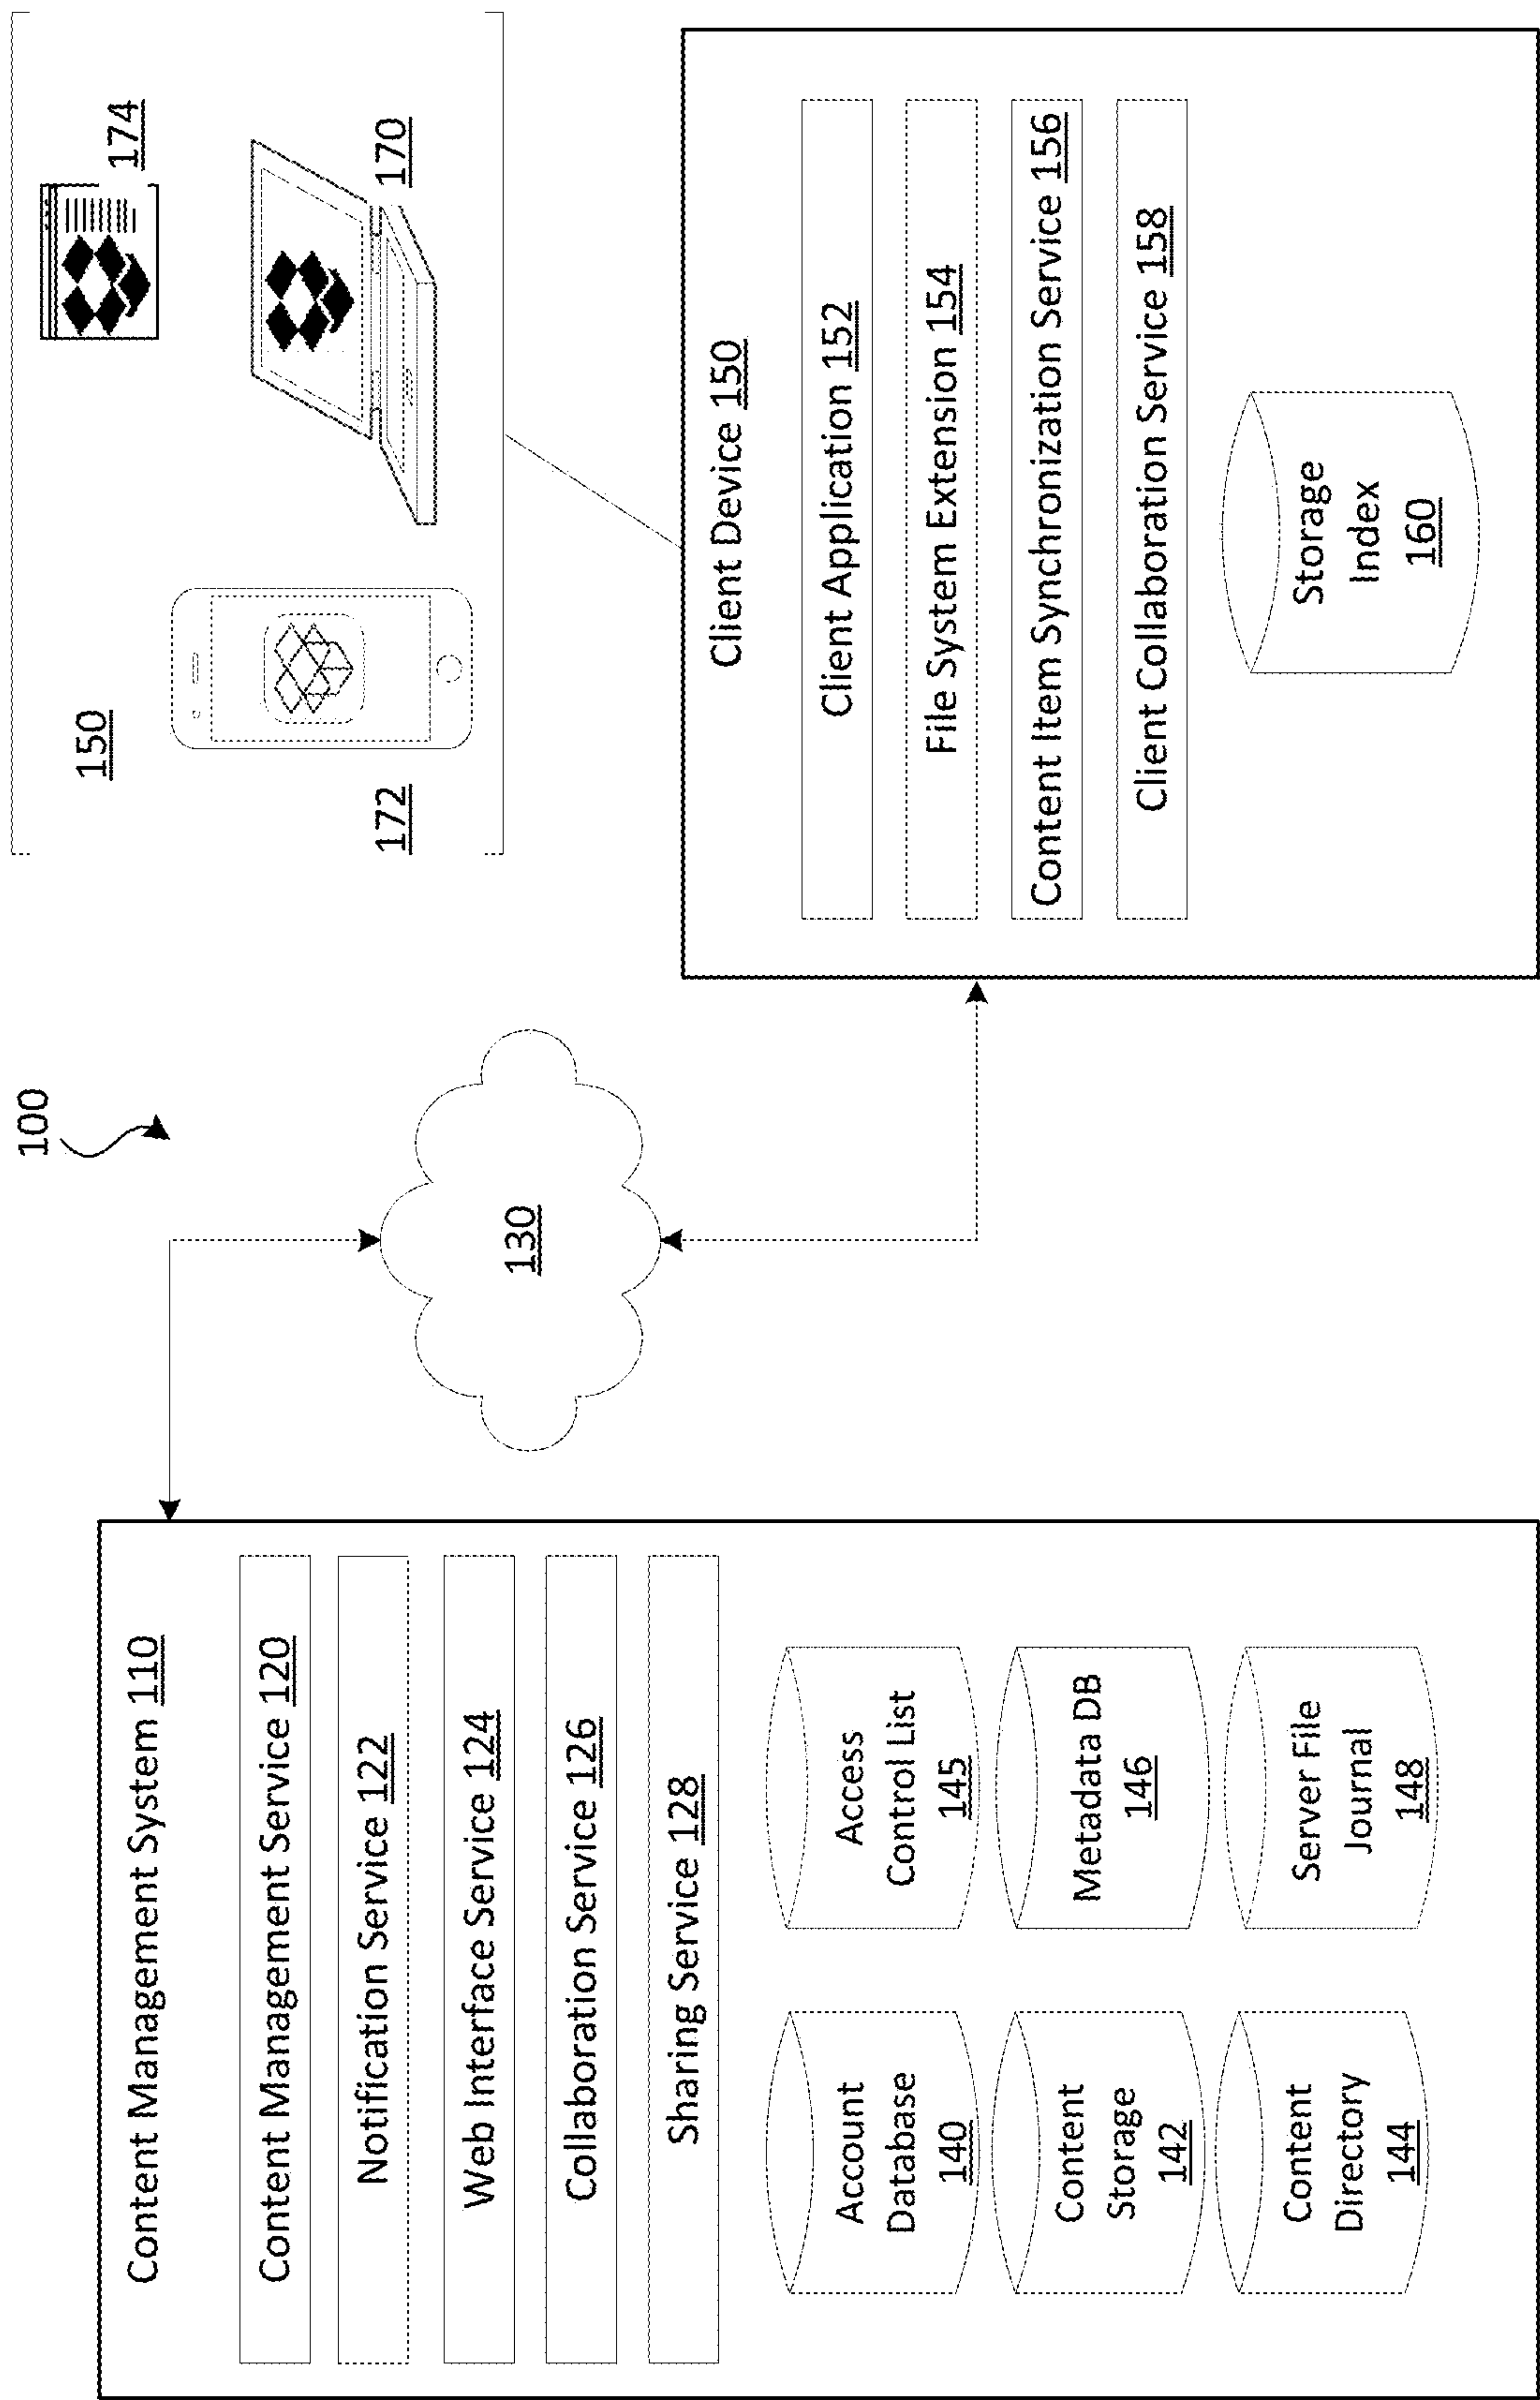 100
Content Management System 110
Content Management Service 120
Notification Service 122
Web Interface Service 124
Collaboration Service 126
Sharing Service 128
Account
Database
140
Access
Control List
145
Content
Storage
142
Metadata DB
146
Content
Directory
144
Server File
Journal
148
130
150
172
174
170
Client Device 150
Client Application 152
File System Extension 154
Content Item Synchronization Service 156
Client Collaboration Service 158
Storage
Index
160